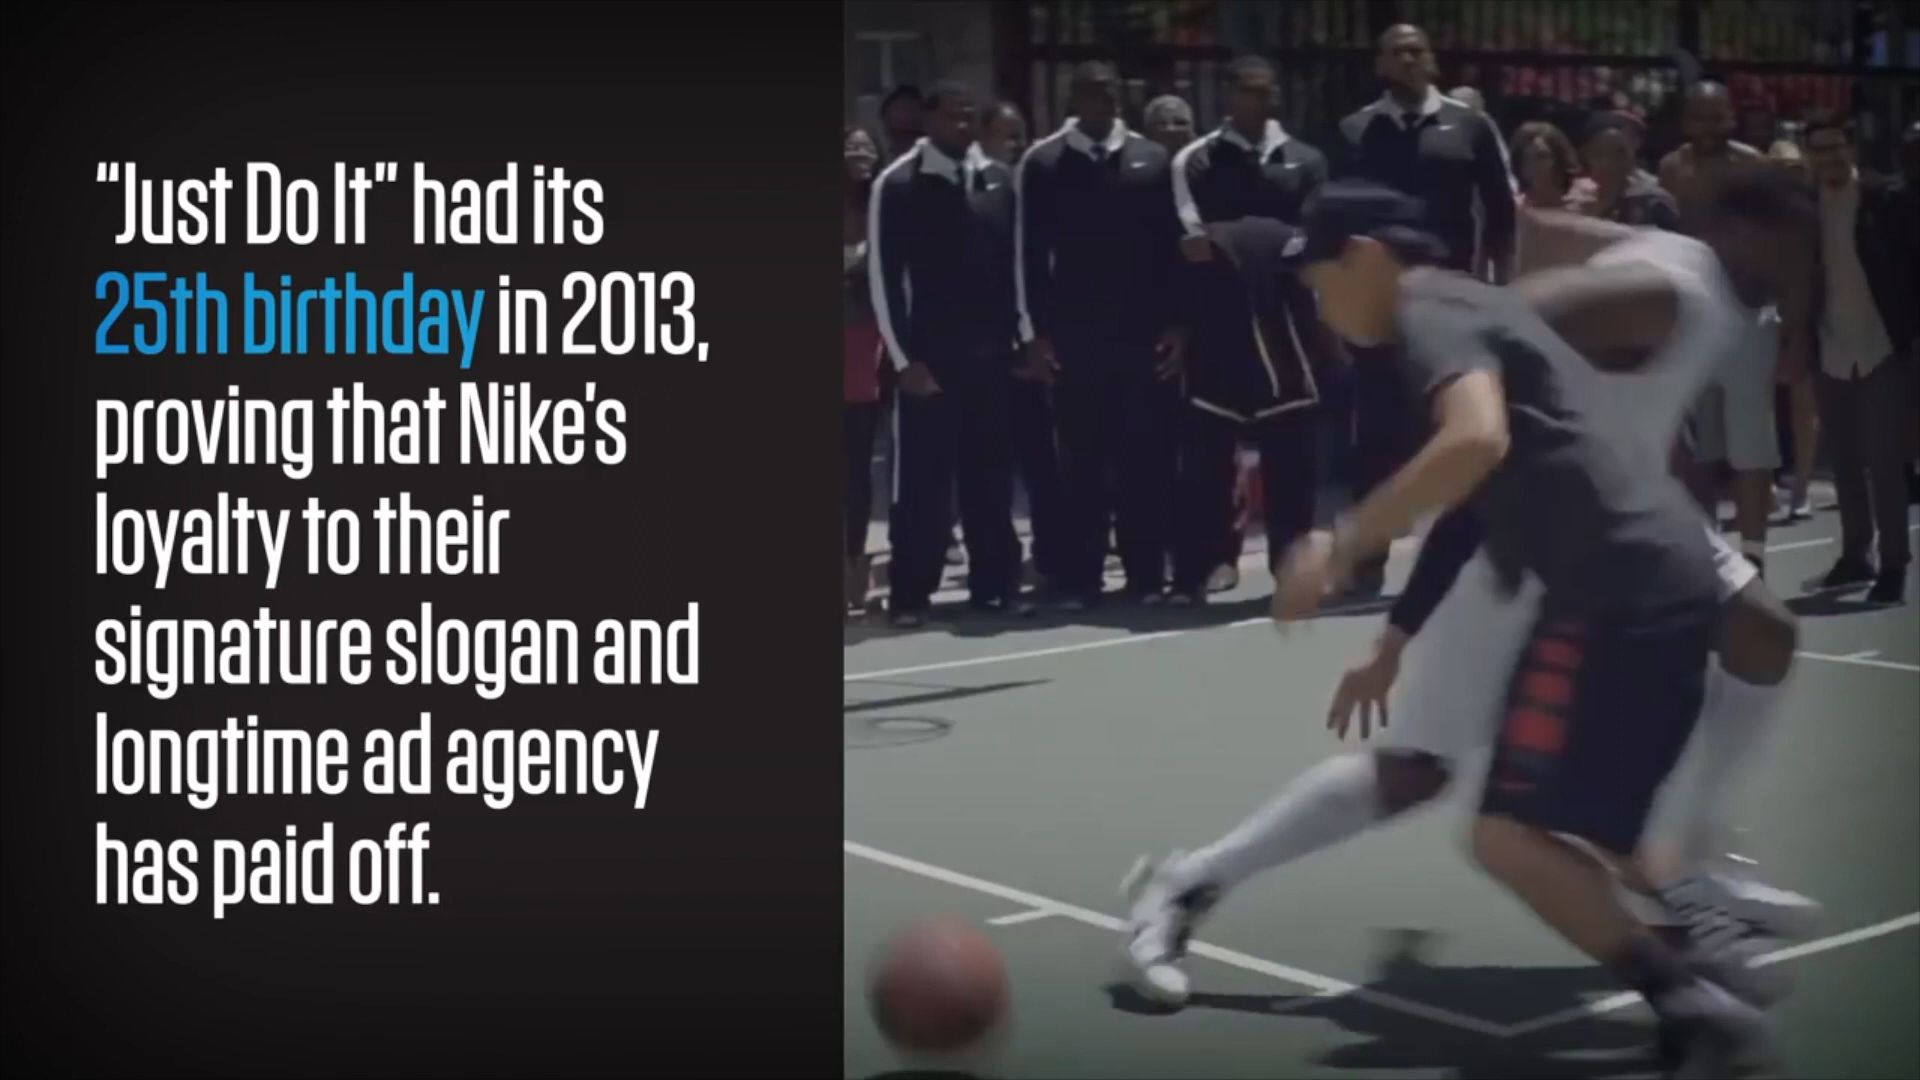 “Just Do It” had its
25th birthday in 2013,
proving that Nike’s
loyalty to their
signature slogan and
longtime ad agency
has paid off.